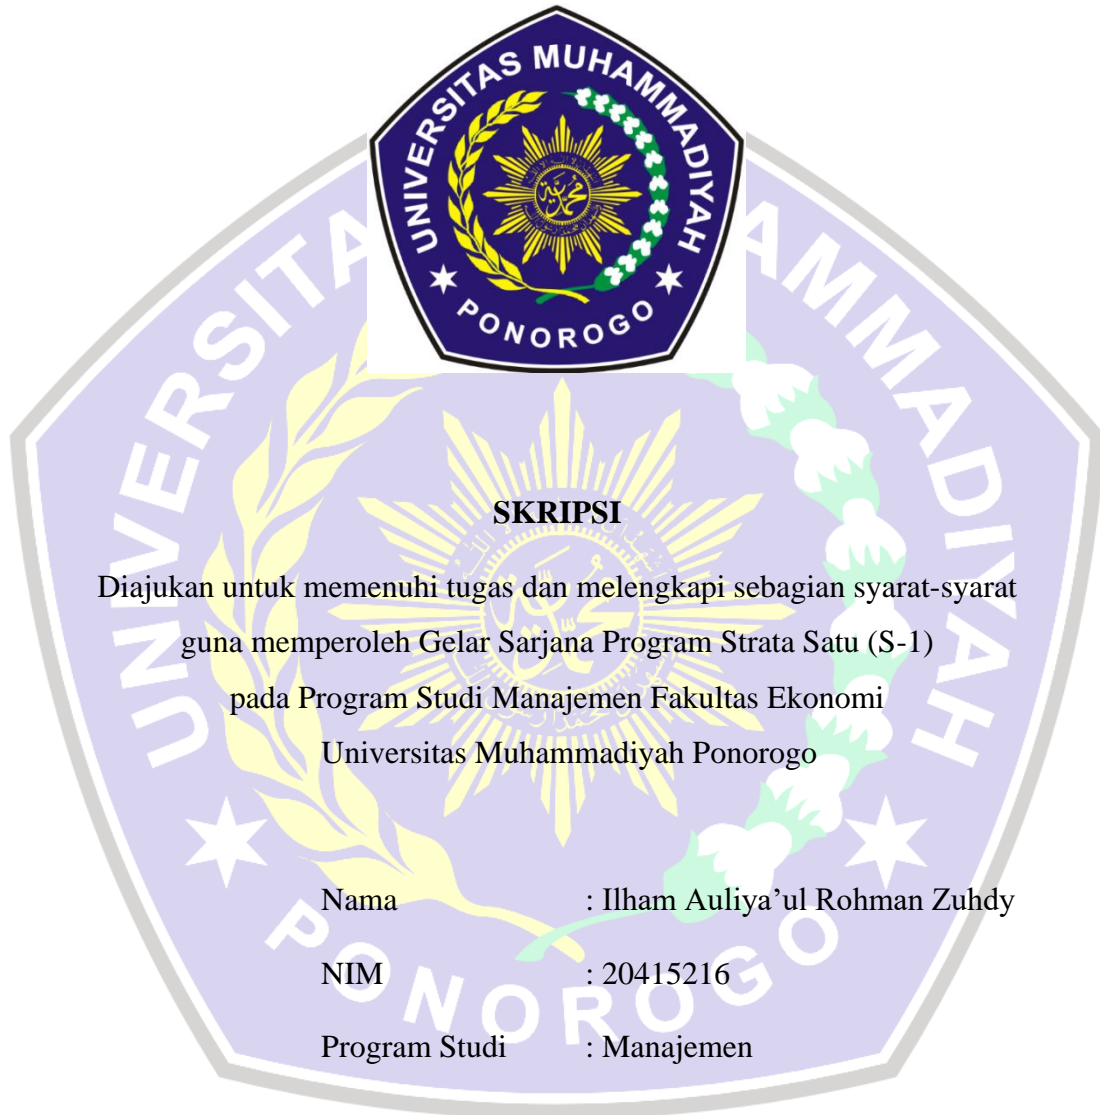 UNIVERSITAS MUHAMMADIYAH
PONOROGO
SKRIPSI
Diajukan untuk memenuhi tugas dan melengkapi sebagian syarat-syarat
guna memperoleh Gelar Sarjana Program Strata Satu (S-1)
pada Program Studi Manajemen Fakultas Ekonomi
Universitas Muhammadiyah Ponorogo
Nama : Ilham Auliya’ul Rohman Zuhdy
NIM : 20415216
Program Studi : Manajemen